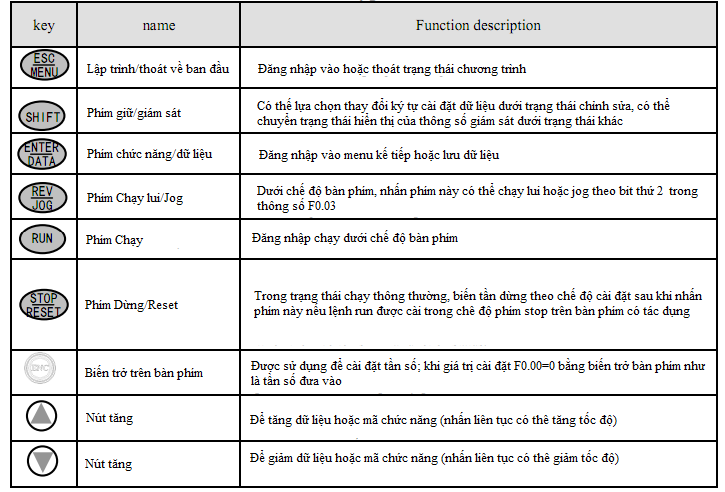 key name Function description
ESC
MENU
Lập trình/thoát về ban đầu
Đăng nhập vào hoặc thoát trạng thái chương trình
SHIFT
Phím giữ/giám sát
Có thể lựa chọn thay đổi ký tự cài đặt dữ liệu dưới trạng thái chỉnh sửa, có thể
chuyển trạng thái hiển thị của thông số giám sát dưới trạng thái khác
ENTER
DATA
Phím chức năng/dữ liệu
Đăng nhập vào menu kế tiếp hoặc lưu dữ liệu
REV
JOG
Phím Chạy lui/Jog
Dưới chế độ bàn phím, nhấn phím này có thể chạy lui hoặc jog theo bit thứ 2 trong
thông số F0.03
RUN
Phím Chạy
Đăng nhập chạy dưới chế độ bàn phím
STOP
RESET
Phím Dừng/Reset
Trong trạng thái chạy thông thường, biến tần dừng theo chế độ cài đặt sau khi nhấn
phím này nếu lệnh run được cài trong chê độ phím stop trên bàn phím có tác dụng
ENC
Biến trở trên bàn phím
Được sử dụng để cài đặt tần số; khi giá trị cài đặt F0.00=0 bằng biến trở bàn phím như
là tần số đưa vào
Nút tăng
Để tăng dữ liệu hoặc mã chức năng (nhấn liên tục có thê tăng tốc độ)
Nút tăng
Để giảm dữ liệu hoặc mã chức năng (nhấn liên tục có thê giảm tốc độ)